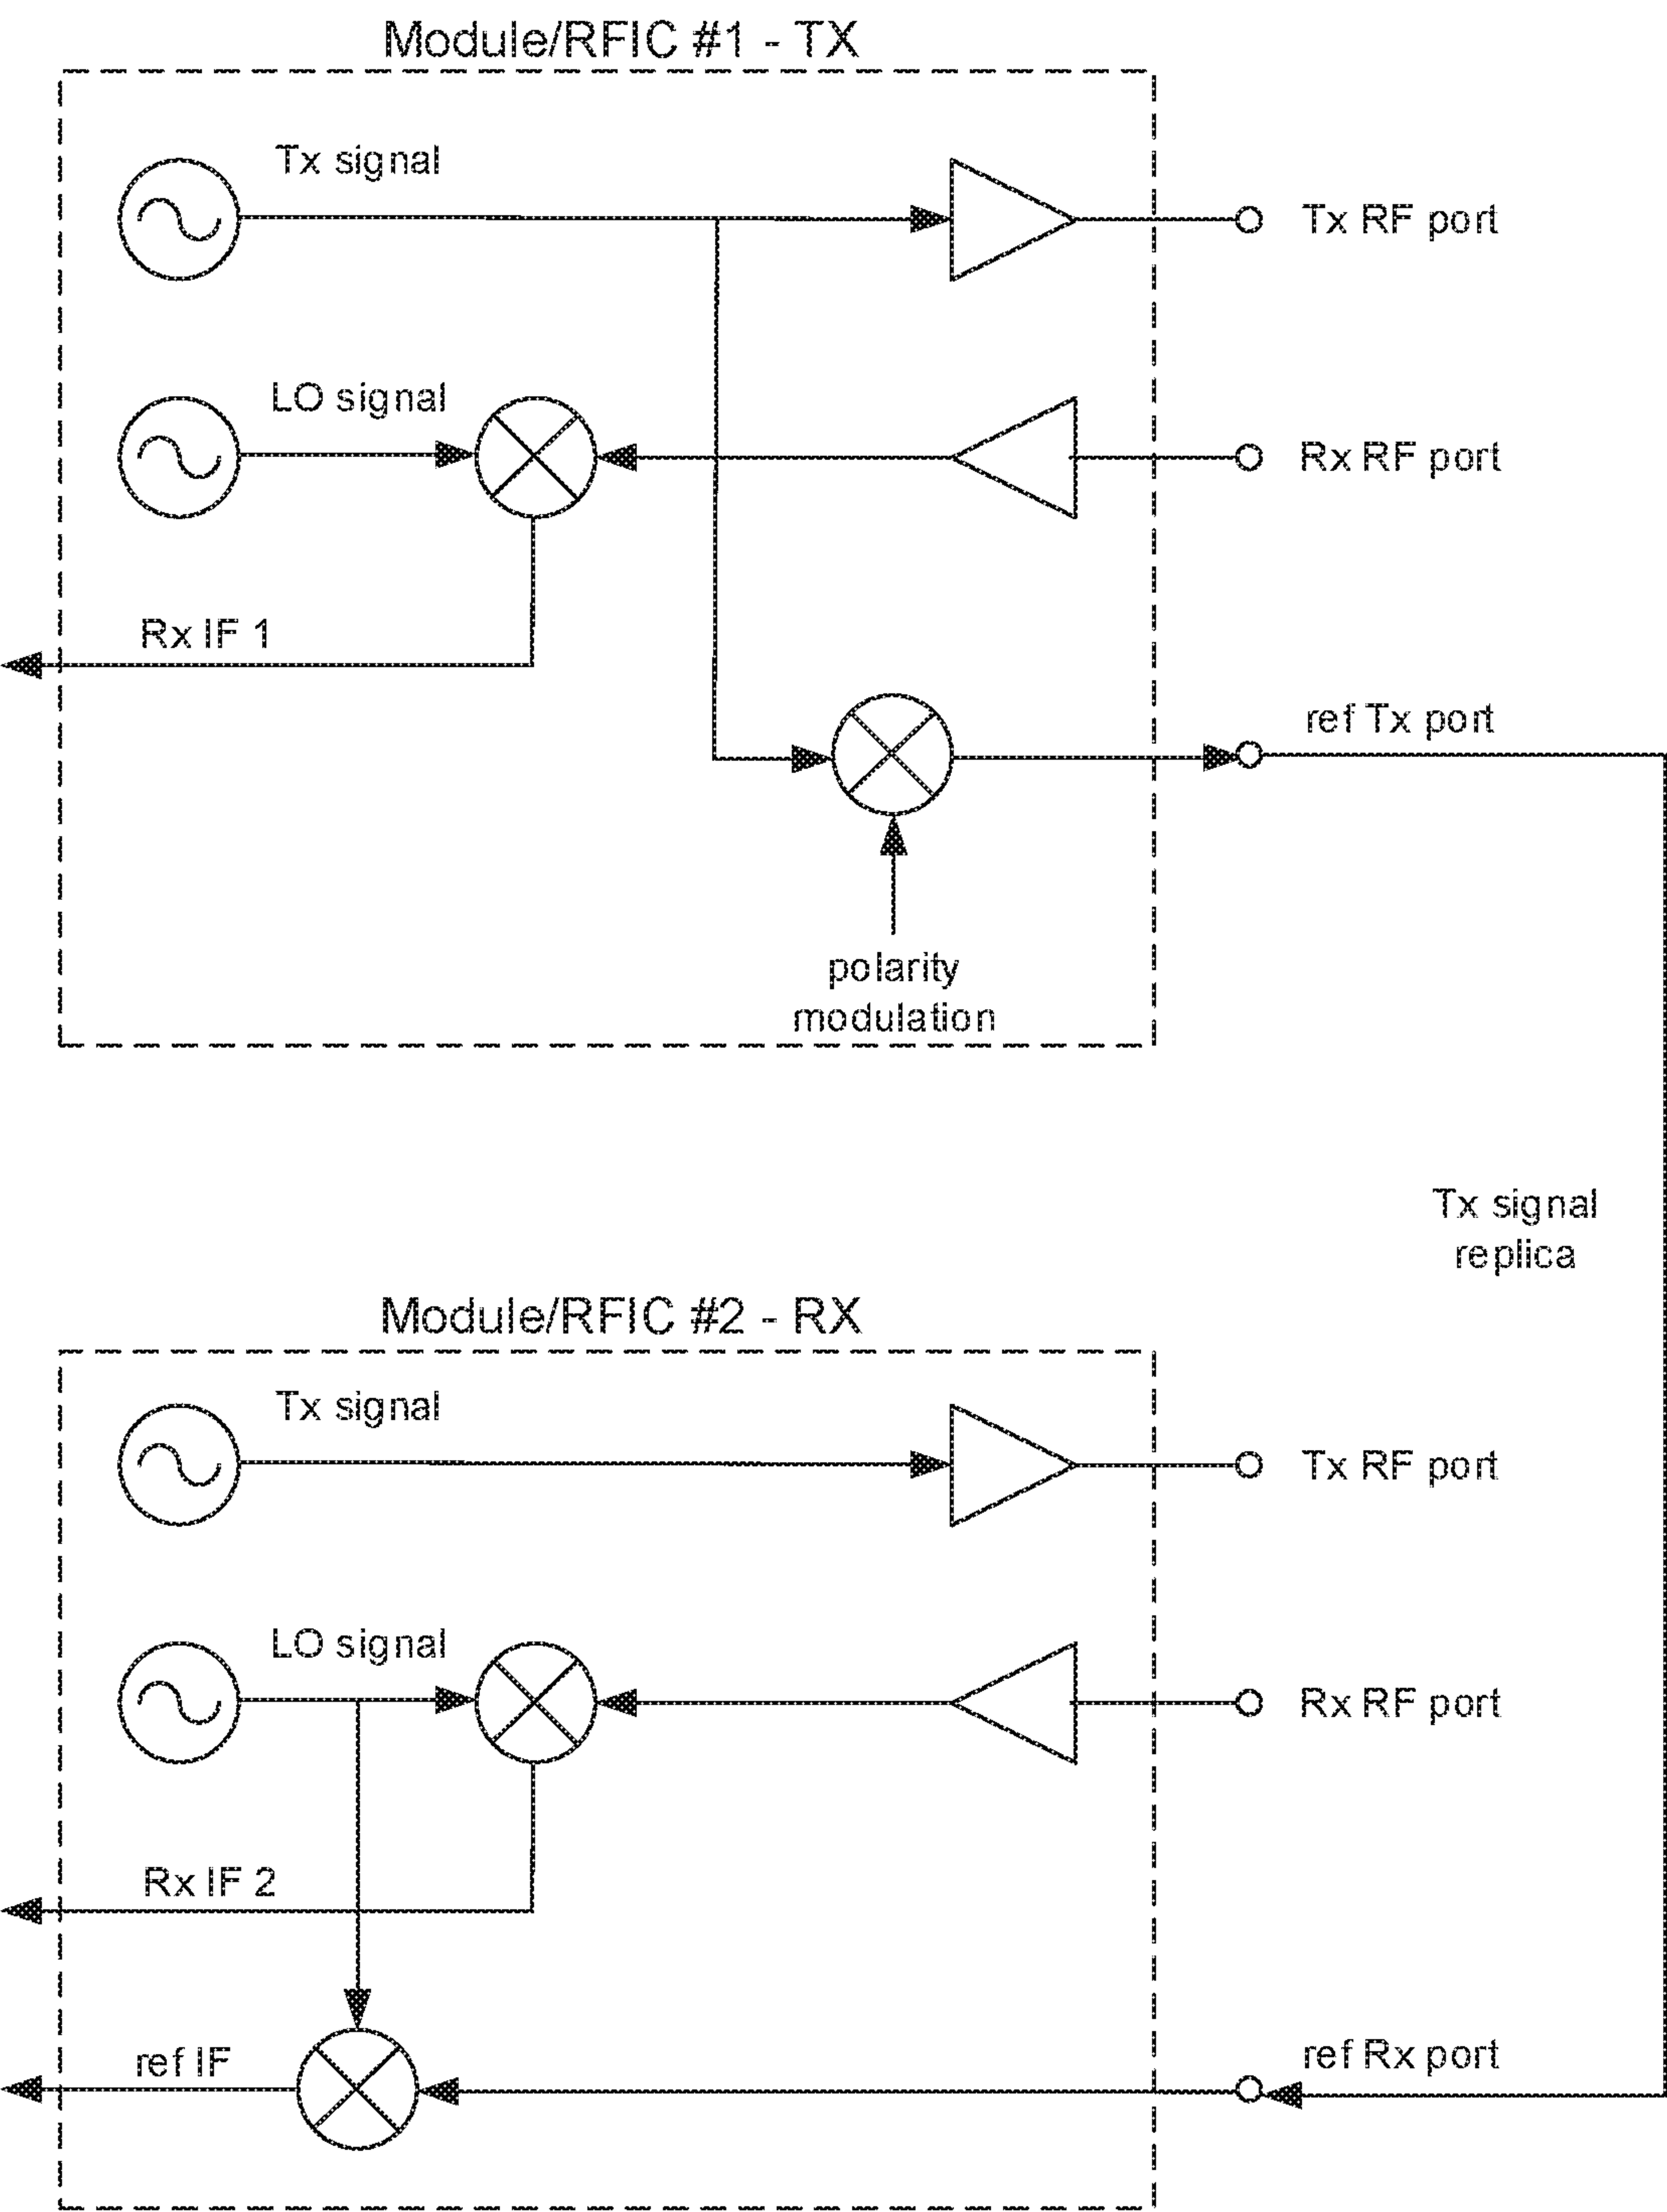 Module/RFIC #1 - TX
Tx signal
Tx RF port
LO signal
Rx RF port
Rx IF 1
ref Tx port
polarity
modulation
Tx signal
replica
Module/RFIC #2 - RX
Tx signal
Tx RF port
LO signal
Rx RF port
Rx IF 2
ref IF
ref Rx port